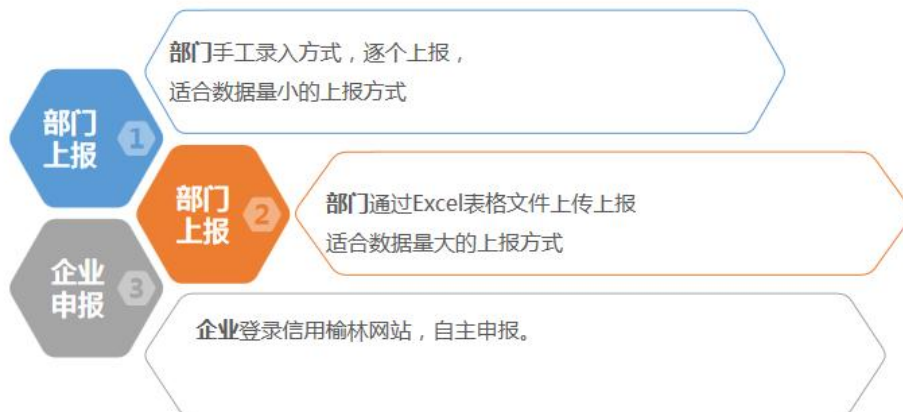 部门手工录入方式，逐个上报，
适合数据量小的上报方式
部门
上报
1
部门
上报
2
部门通过Excel表格文件上传上报
适合数据量大的上报方式
企业
申报
3
企业登录信用榆林网站，自主申报。